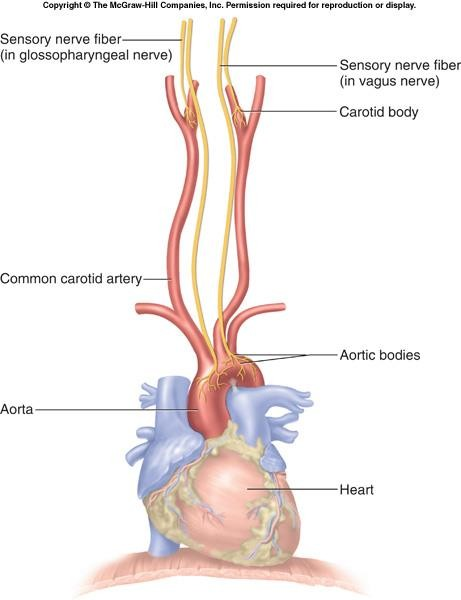 Copyright © The McGraw-Hill Companies, Inc. Permission required for reproduction or display.
Sensory nerve fiber
(in glossopharyngeal nerve)
Sensory nerve fiber
(in vagus nerve)
Carotid body
Common carotid artery
Aortic bodies
Aorta
Heart